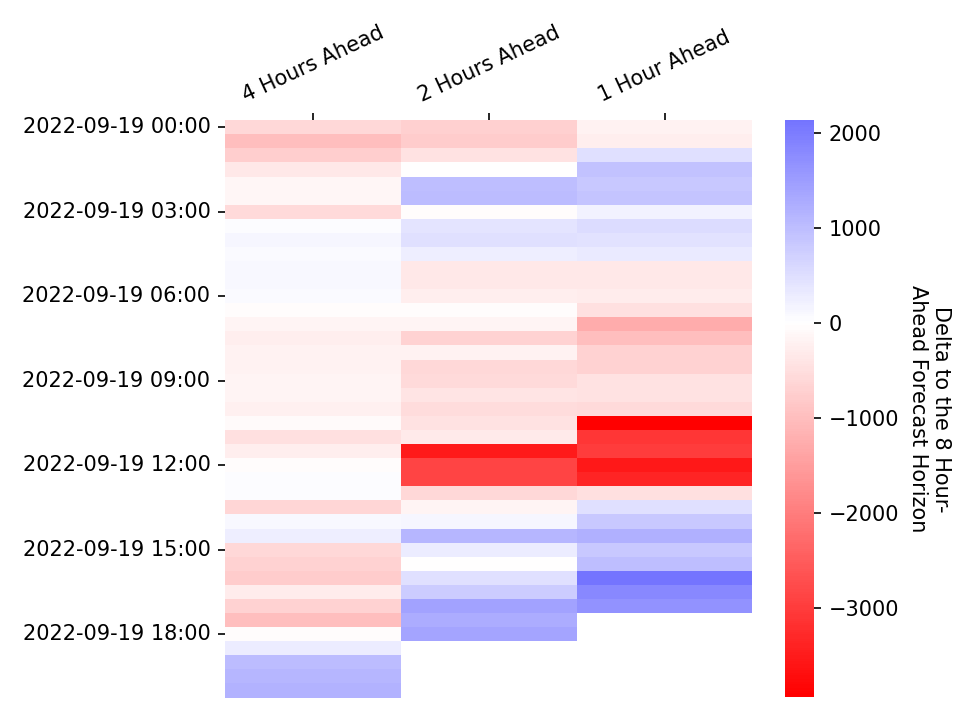 4 Hours Ahead
2 Hours Ahead
1 Hour Ahead
2022-09-19 00:00
2022-09-19 03:00
2022-09-19 06:00
2022-09-19 09:00
2022-09-19 12:00
2022-09-19 15:00
2022-09-19 18:00
2000
1000
0
−1000
−2000
−3000
Delta to the 8 Hour-
Ahead Forecast Horizon